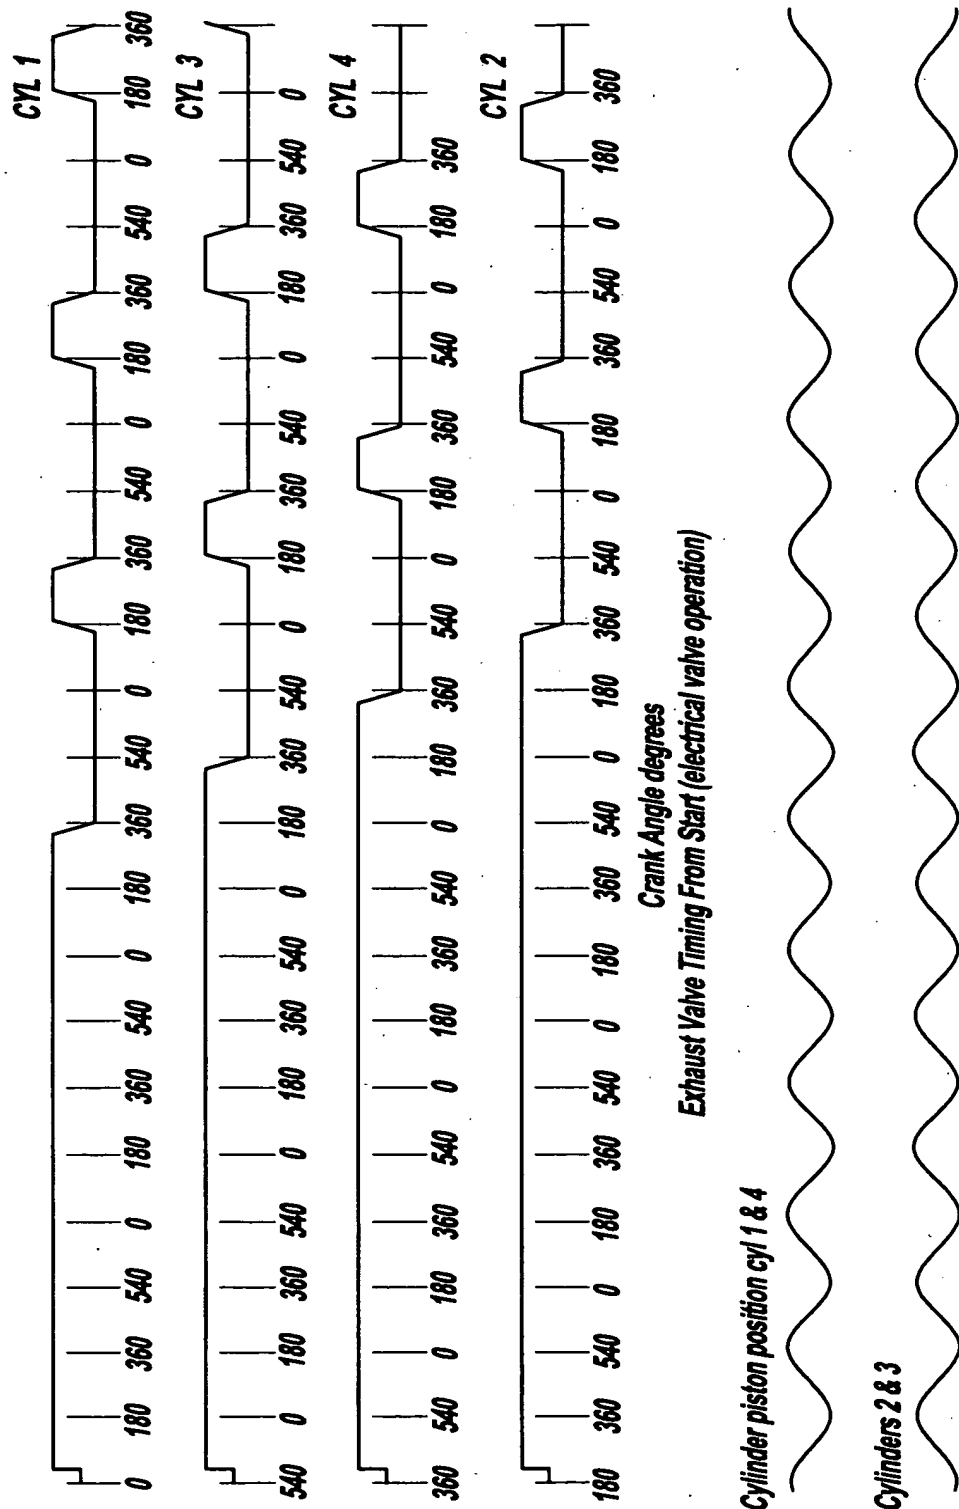 CYL 1
0 180 360 540 0 180 360 540 0 180 360 540 0 180 360 540 0 180 360 540 0 180 360
CYL 3
540 0 180 360 540 0 180 360 540 0 180 360 540 0 180 360 540 0 180 360 540 0
CYL 4
360 540 0 180 360 540 0 180 360 540 0 180 360 540 0 180 360 540 0 180 360
CYL 2
180 360 540 0 180 360 540 0 180 360 540 0 180 360 540 0 180 360 540 0 180 360
Crank Angle degrees
Exhaust Valve Timing From Start (electrical valve operation)
Cylinder piston position cyl 1 & 4
Cylinders 2 & 3